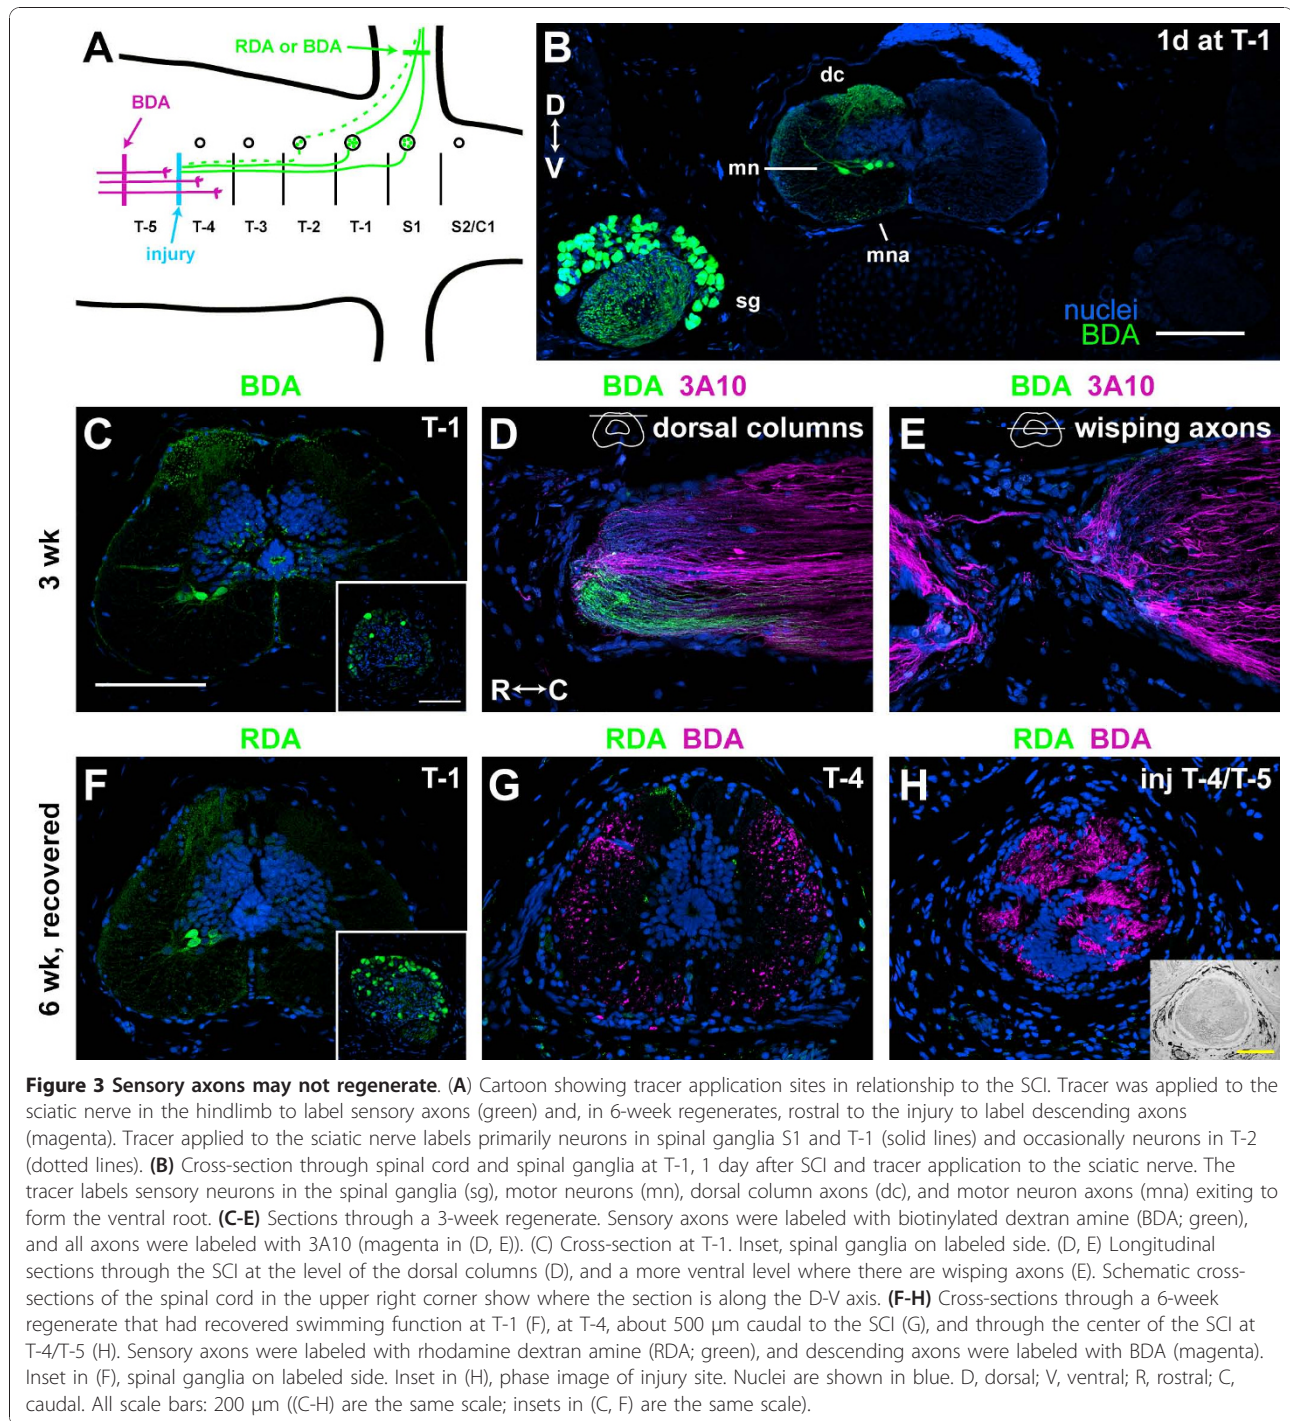 A
RDA or BDA
BDA
T-5 T-4 T-3 T-2 T-1 S1 S2/C1
injury
B
1d at T-1
dc
D
V
mn
mna
sg
nuclei
BDA
BDA
BDA 3A10
BDA 3A10
3 wk
C
T-1
D
dorsal columns
R C
E
wisping axons
RDA
RDA BDA
RDA BDA
6 wk, recovered
F
T-1
G
T-4
H
inj T-4/T-5
Figure 3 Sensory axons may not regenerate. (A) Cartoon showing tracer application sites in relationship to the SCI. Tracer was applied to the
sciatic nerve in the hindlimb to label sensory axons (green) and, in 6-week regenerates, rostral to the injury to label descending axons
(magenta). Tracer applied to the sciatic nerve labels primarily neurons in spinal ganglia S1 and T-1 (solid lines) and occasionally neurons in T-2
(dotted lines). (B) Cross-section through spinal cord and spinal ganglia at T-1, 1 day after SCI and tracer application to the sciatic nerve. The
tracer labels sensory neurons in the spinal ganglia (sg), motor neurons (mn), dorsal column axons (dc), and motor neuron axons (mna) exiting to
form the ventral root. (C-E) Sections through a 3-week regenerate. Sensory axons were labeled with biotinylated dextran amine (BDA; green),
and all axons were labeled with 3A10 (magenta in (D, E)). (C) Cross-section at T-1. Inset, spinal ganglia on labeled side. (D, E) Longitudinal
sections through the SCI at the level of the dorsal columns (D), and a more ventral level where there are wisping axons (E). Schematic cross-
sections of the spinal cord in the upper right corner show where the section is along the D-V axis. (F-H) Cross-sections through a 6-week
regenerate that had recovered swimming function at T-1 (F), at T-4, about 500 μm caudal to the SCI (G), and through the center of the SCI at
T-4/T-5 (H). Sensory axons were labeled with rhodamine dextran amine (RDA; green), and descending axons were labeled with BDA (magenta).
Inset in (F), spinal ganglia on labeled side. Inset in (H), phase image of injury site. Nuclei are shown in blue. D, dorsal; V, ventral; R, rostral; C,
caudal. All scale bars: 200 μm ((C-H) are the same scale; insets in (C, F) are the same scale).